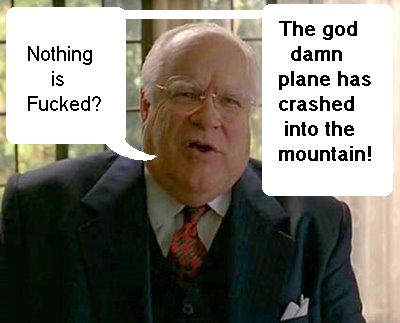 Nothing
is
Fucked?
The god
damn
plane has
crashed
into the
mountain!